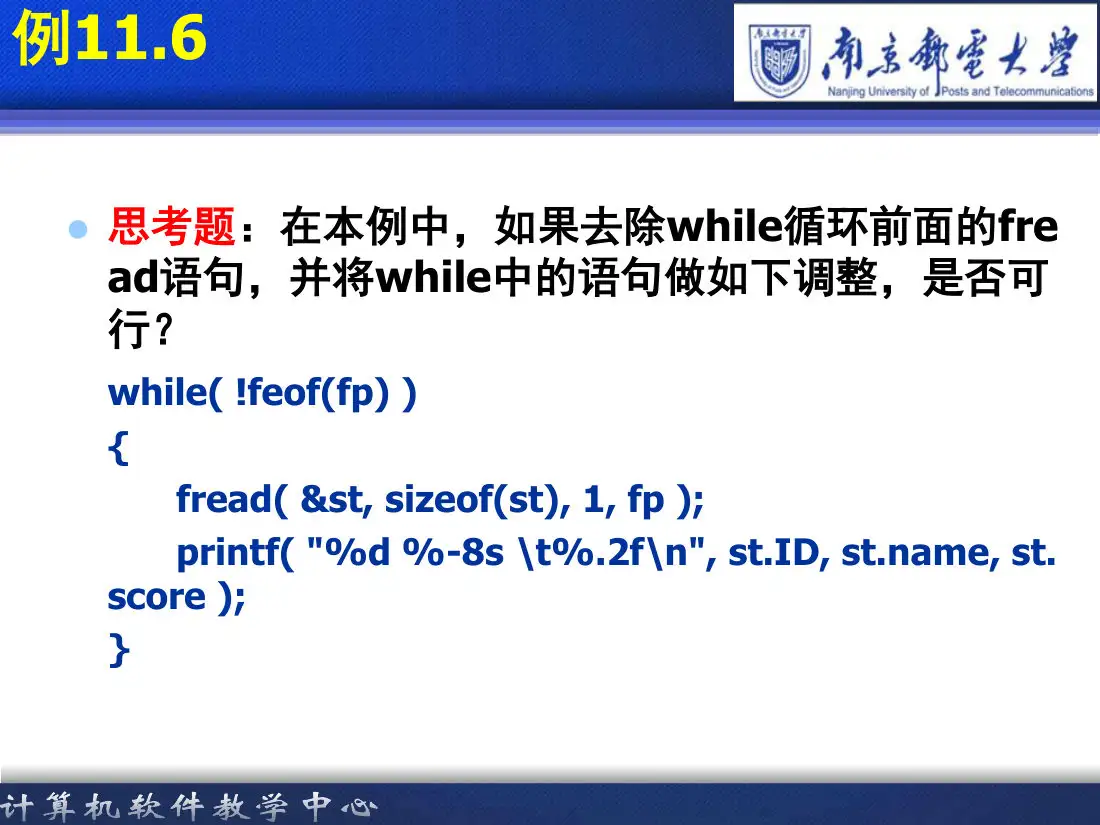 例11.6
南京邮电大学
Nanjing University of Posts and Telecommunications
思考题：在本例中，如果去除while循环前面的fre
ad语句，并将while中的语句做如下调整，是否可
行？
while( !feof(fp) )
{
fread( &st, sizeof(st), 1, fp );
printf( "%d %-8s \t%.2f\n", st.ID, st.name, st.
score );
}
计算机软件教学中心